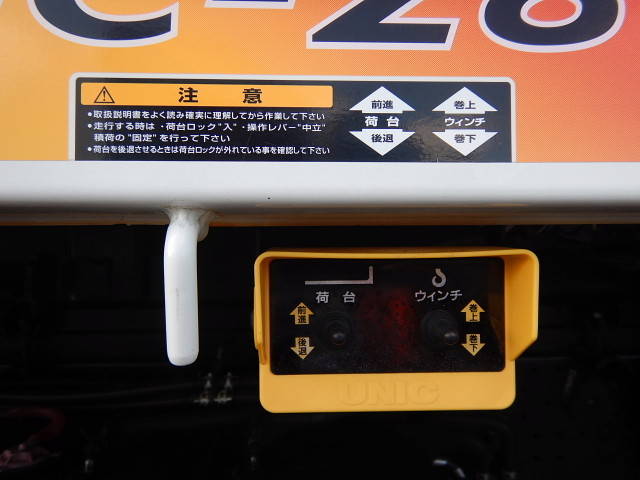 C-28
注 意
•取扱説明書をよく読み確実に理解してから作業して下さい
•走行する時は・荷台ロック"入"・操作レバー"中立"
積荷の"固定"を行って下さい
•荷台を後退させるときは荷台ロックが外れている事を確認して下さい
前進
荷 台
後退
巻上
ウィンチ
巻下
荷 台
前進
後退
ウィンチ
巻上
巻下
UNIC